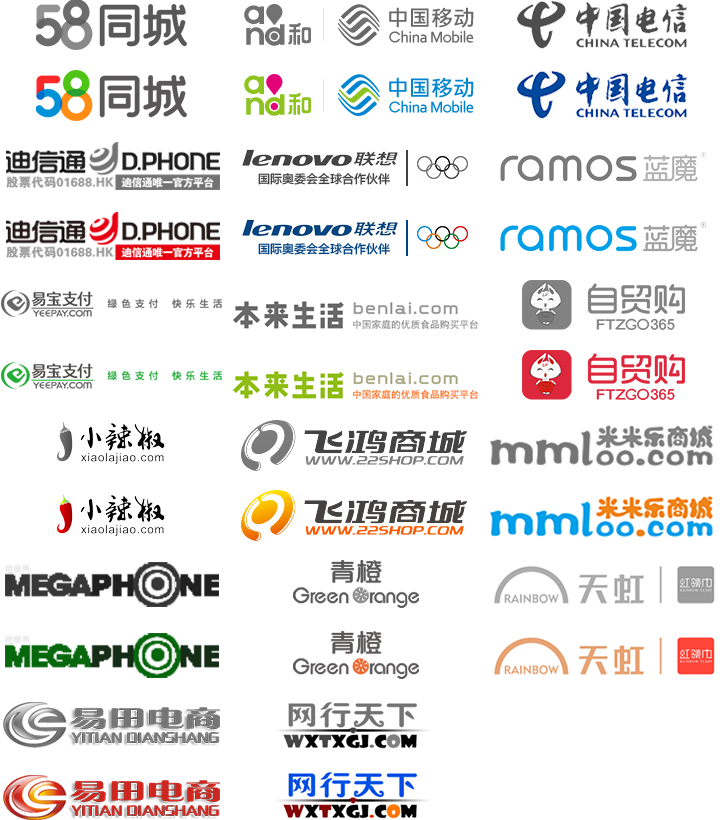 58同城
and和
中国移动
China Mobile
中国电信
CHINA TELECOM
58同城
and和
中国移动
China Mobile
中国电信
CHINA TELECOM
迪信通 D.PHONE
股票代码01688.HK 迪信通唯一官方平台
lenovo联想
国际奥委会全球合作伙伴
ramos蓝魔®
迪信通 D.PHONE
股票代码01688.HK 迪信通唯一官方平台
lenovo联想
国际奥委会全球合作伙伴
ramos蓝魔®
易宝支付
YEEPAY.COM
绿色支付 快乐生活
本来生活
benlai.com
中国家庭的优质食品购买平台
自贸购
FTZGO365
易宝支付
YEEPAY.COM
绿色支付 快乐生活
本来生活
benlai.com
中国家庭的优质食品购买平台
自贸购
FTZGO365
小辣椒
xiaolajiao.com
飞鸿商城
WWW.22SHOP.COM
米米乐商城
mmloo.com
小辣椒
xiaolajiao.com
飞鸿商城
WWW.22SHOP.COM
米米乐商城
mmloo.com
MEGAPHONE
青橙
Green Orange
RAINBOW 天虹
红领巾
RAINBOW SCARF
MEGAPHONE
青橙
Green Orange
RAINBOW 天虹
红领巾
RAINBOW SCARF
易田电商
YITIAN DIANSHANG
网行天下
WXTXGJ.COM
易田电商
YITIAN DIANSHANG
网行天下
WXTXGJ.COM